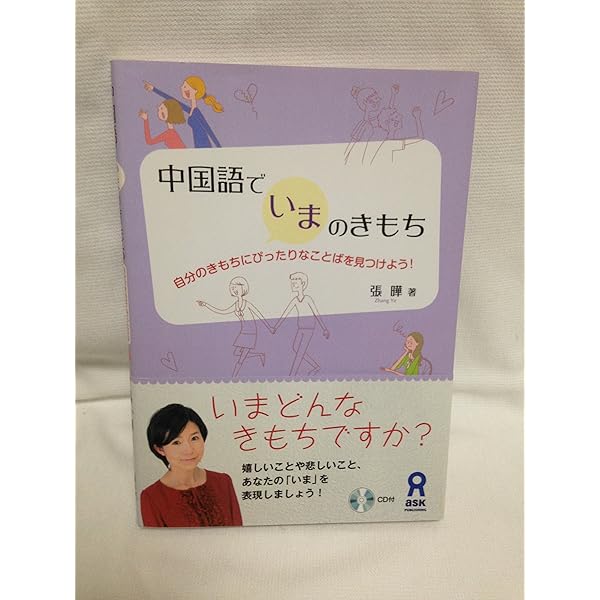 中国語で
いま
のきもち
自分のきもちにぴったりなことばを見つけよう!
張 曄 著
Zhang Ye
いまどんな
きもちですか?
嬉しいことや悲しいこと、
あなたの「いま」を
表現しましょう!
CD付
ask
PUBLISHING